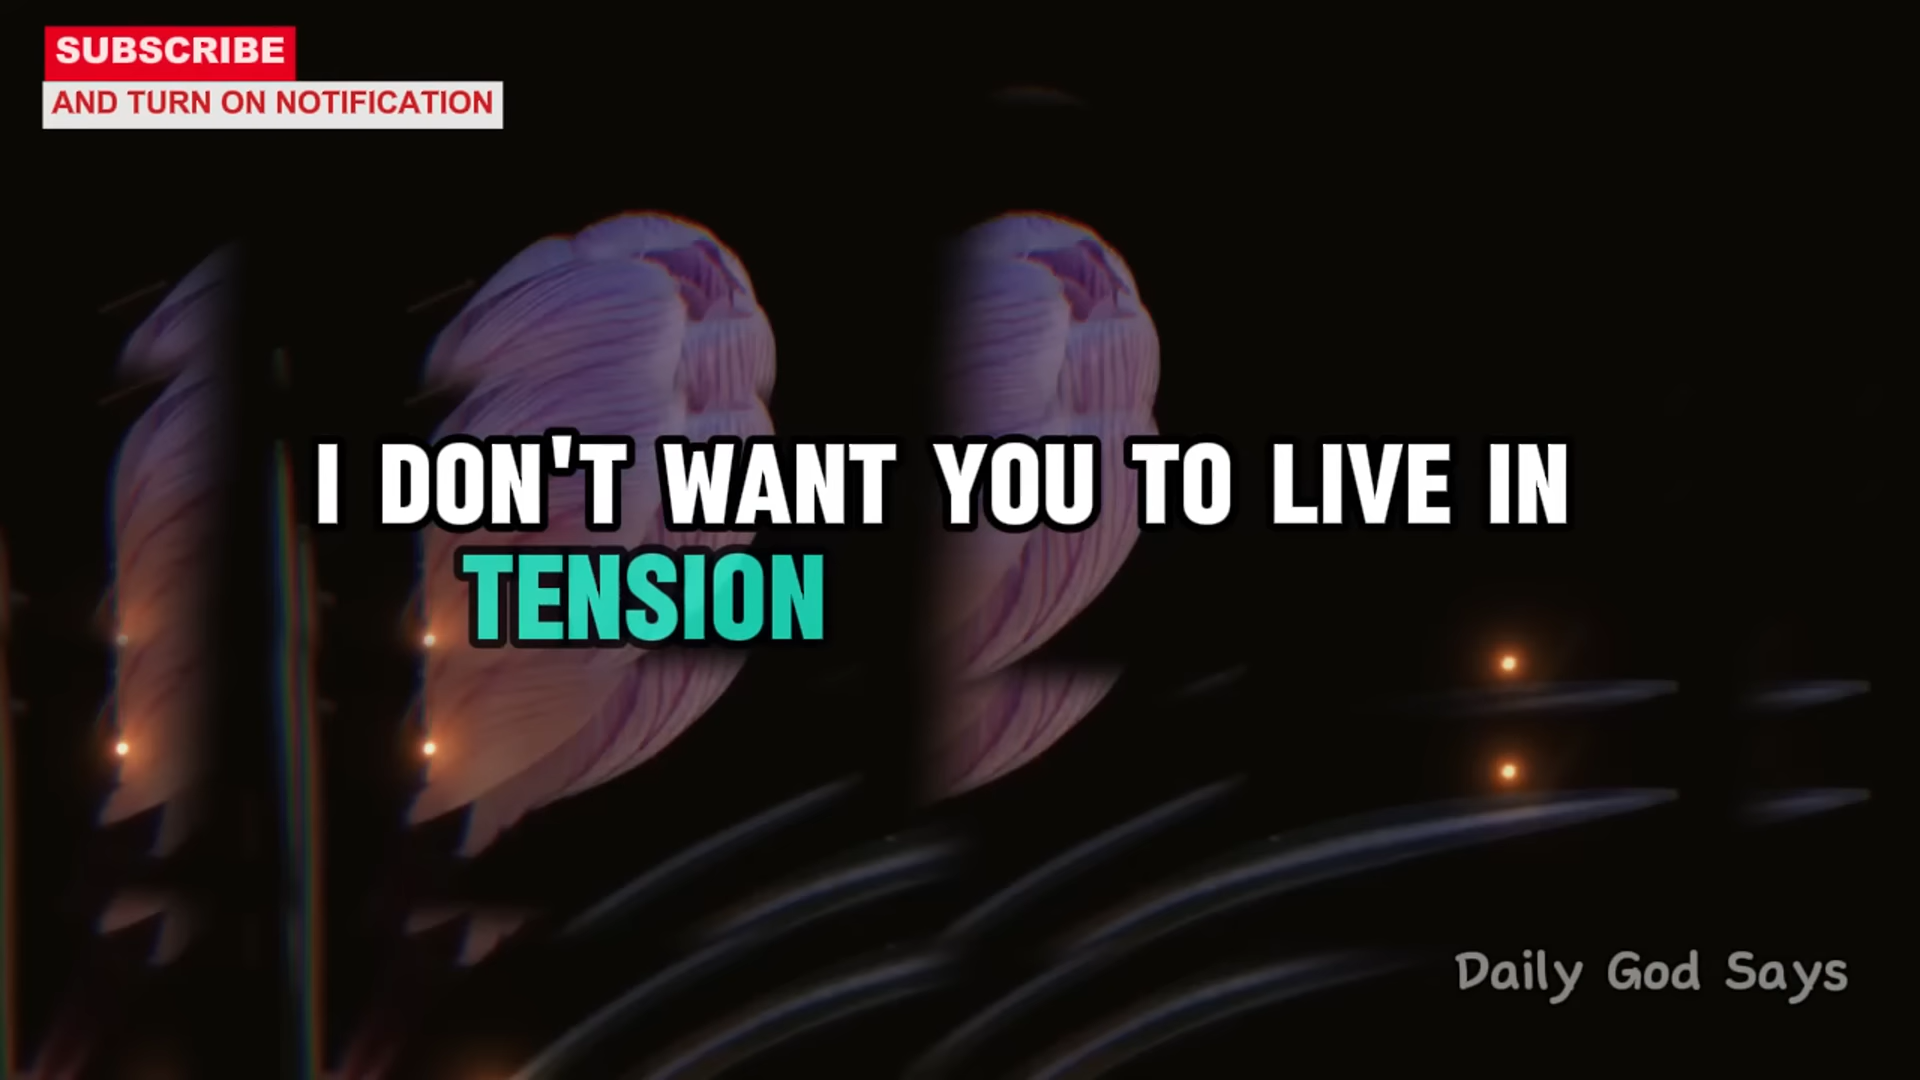 SUBSCRIBE
AND TURN ON NOTIFICATION
I DON'T WANT YOU TO LIVE IN
TENSION
Daily God Says